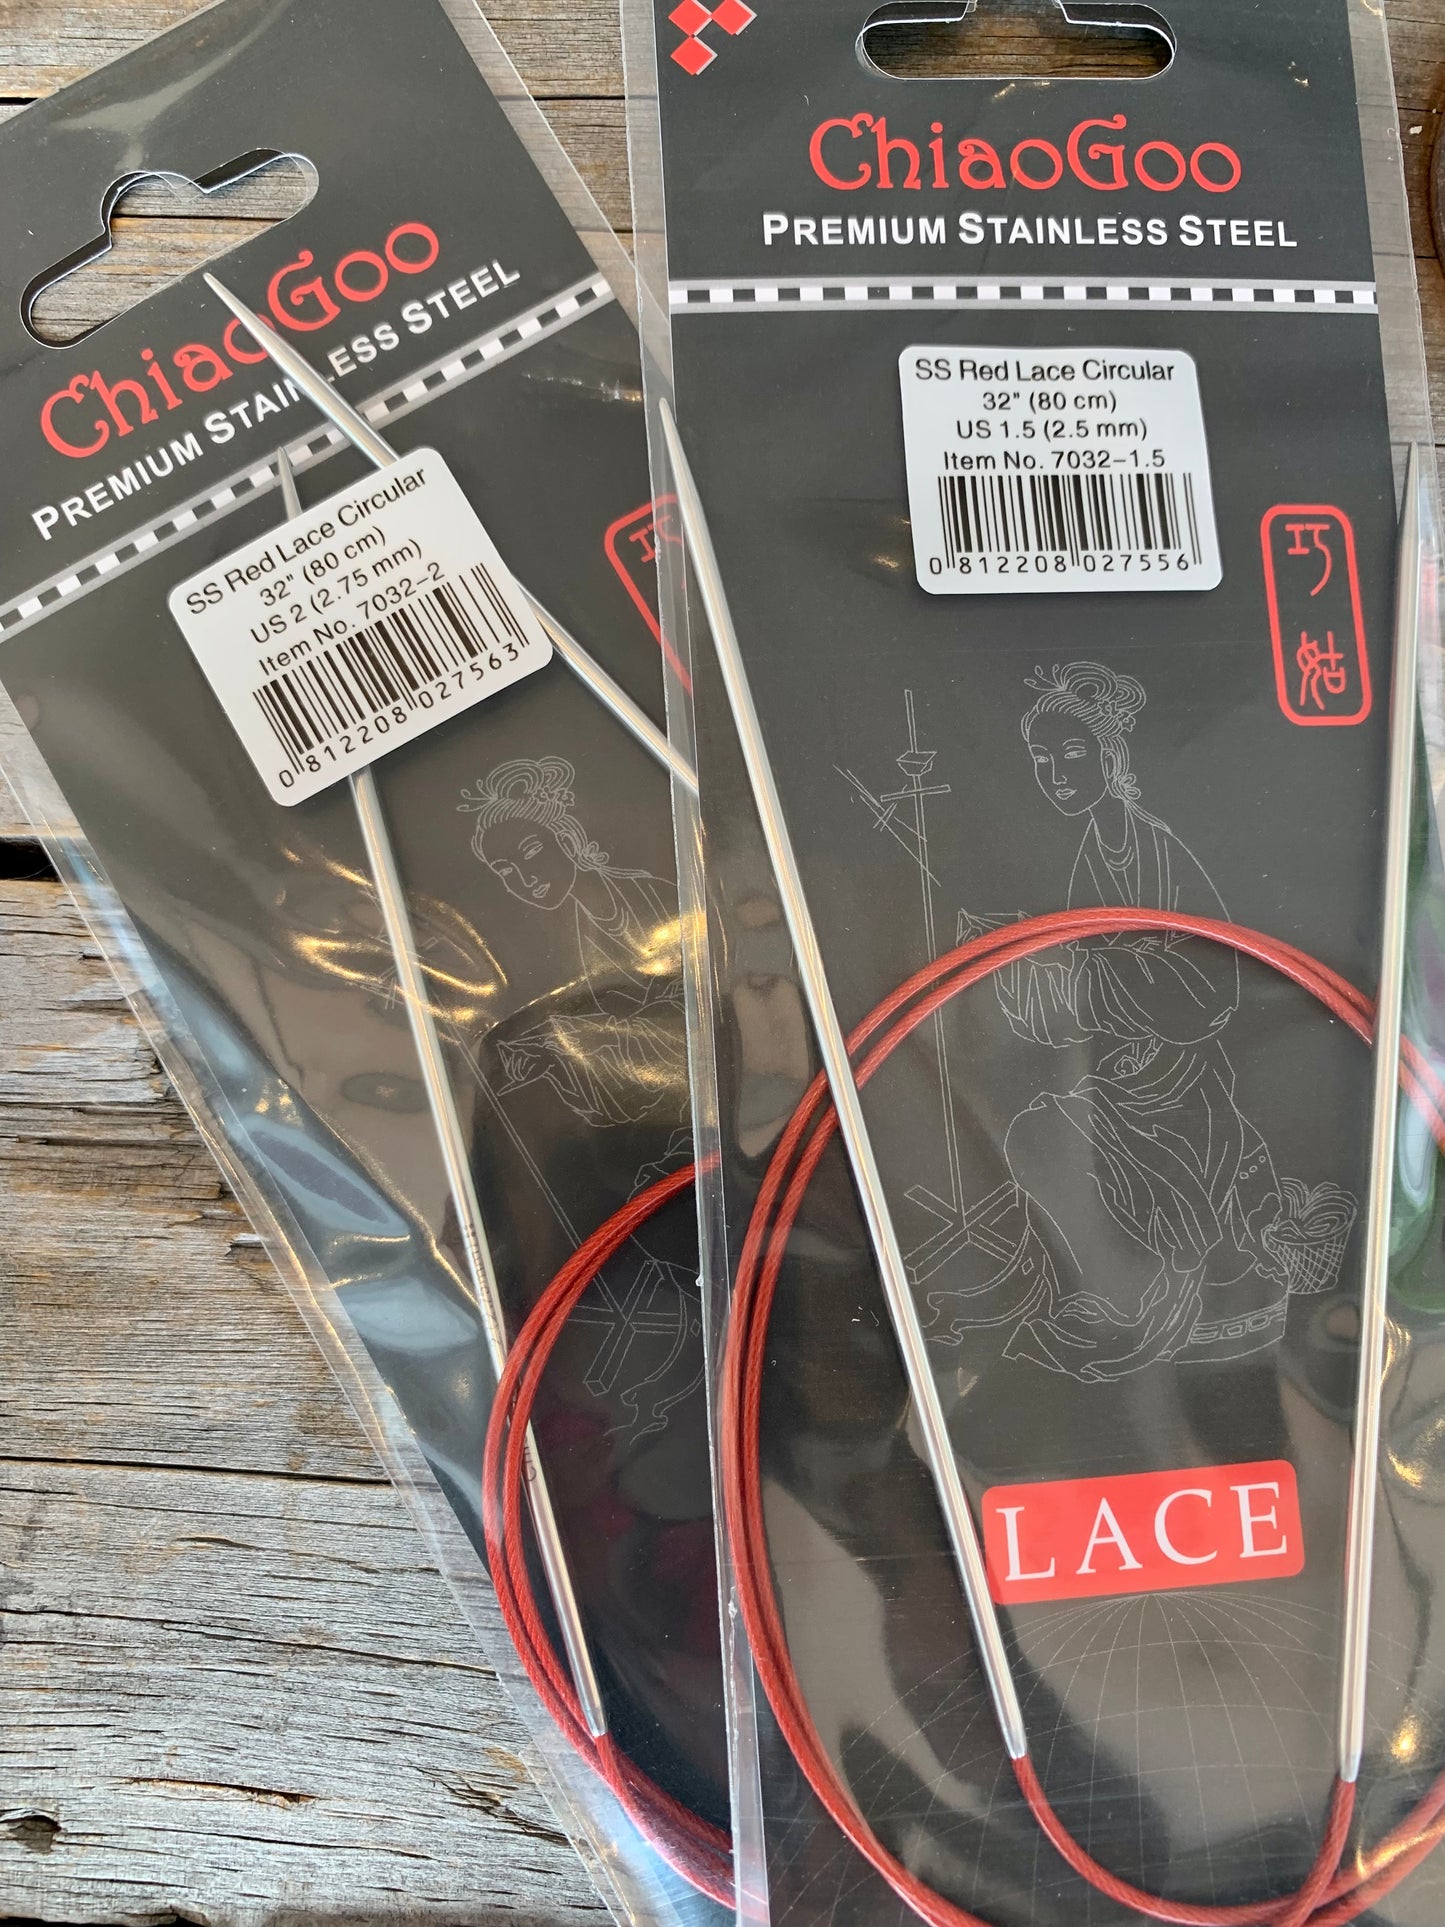 ChiaoGoo
PREMIUM STAINLESS STEEL
SS Red Lace Circular
32" (80 cm)
US 2 (2.75 mm)
Item No. 7032-2
0 812208 027563
巧
ChiaoGoo
PREMIUM STAINLESS STEEL
SS Red Lace Circular
32" (80 cm)
US 1.5 (2.5 mm)
Item No. 7032-1.5
0 812208 027556
巧
LACE